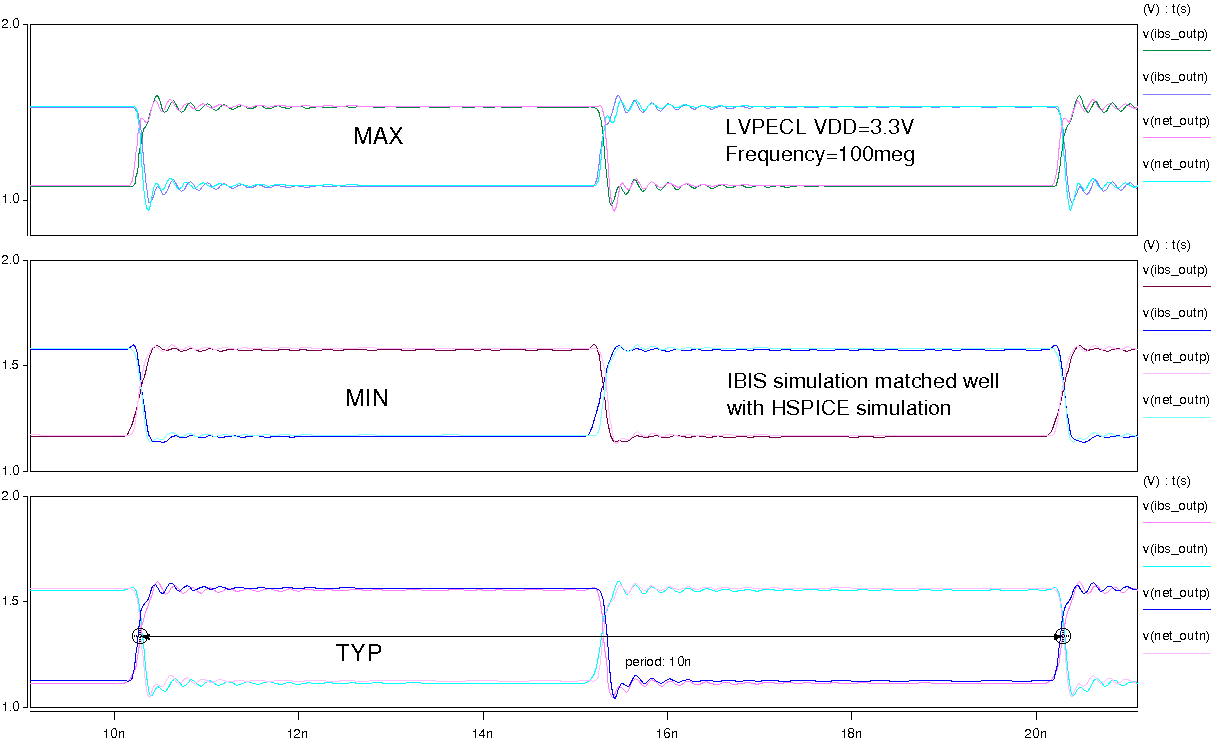 (V) : t(s)
2.0
v(ibs_outp)
v(ibs_outn)
MAX
LVPECL VDD=3.3V
Frequency=100meg
v(net_outp)
v(net_outn)
1.0
(V) : t(s)
2.0
v(ibs_outp)
v(ibs_outn)
1.5
v(net_outp)
MIN
IBIS simulation matched well
with HSPICE simulation
v(net_outn)
1.0
(V) : t(s)
2.0
v(ibs_outp)
v(ibs_outn)
1.5
v(net_outp)
v(net_outn)
TYP
period: 10n
1.0
10n 12n 14n 16n 18n 20n